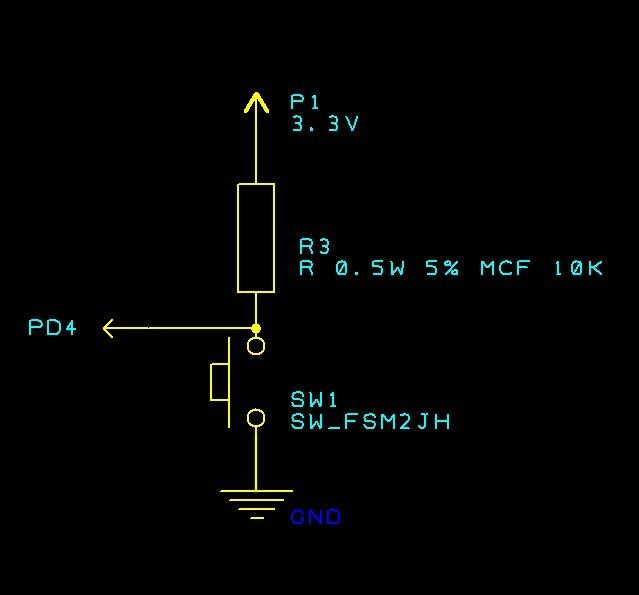 P1
3.3V
R3
R 0.5W 5% MCF 10K
PD4
SW1
SW_FSM2JH
GND